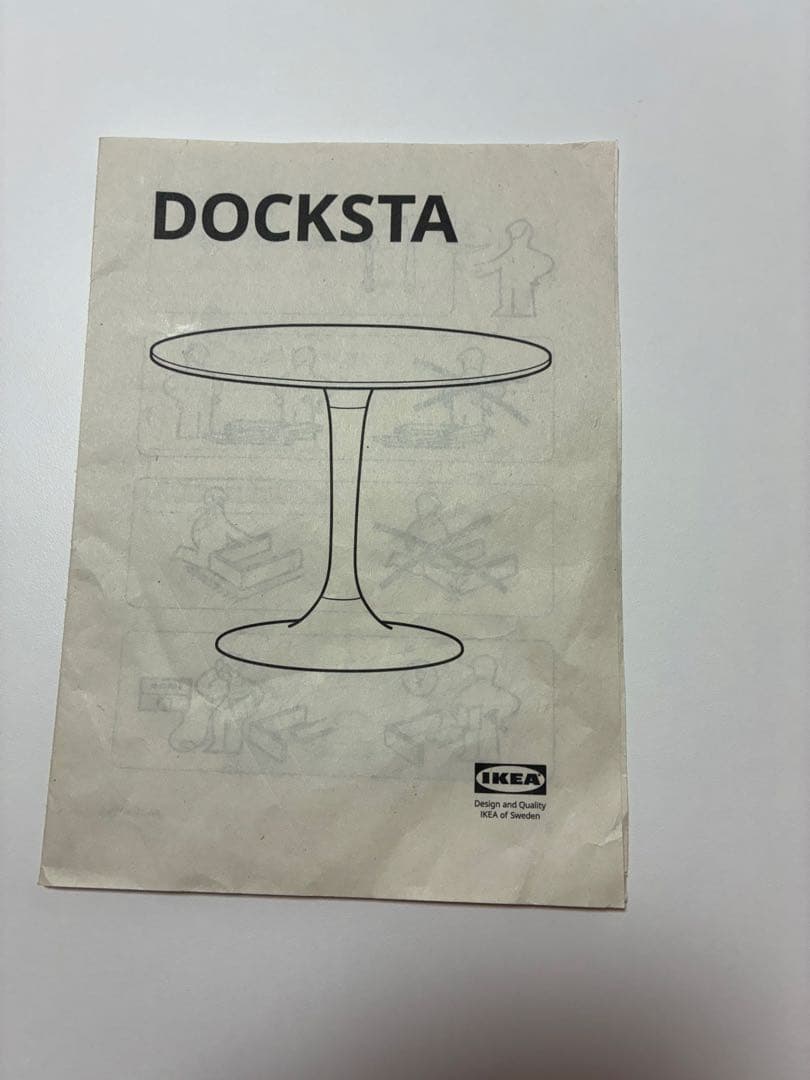 DOCKSTA
IKEA
Design and Quality
IKEA of Sweden